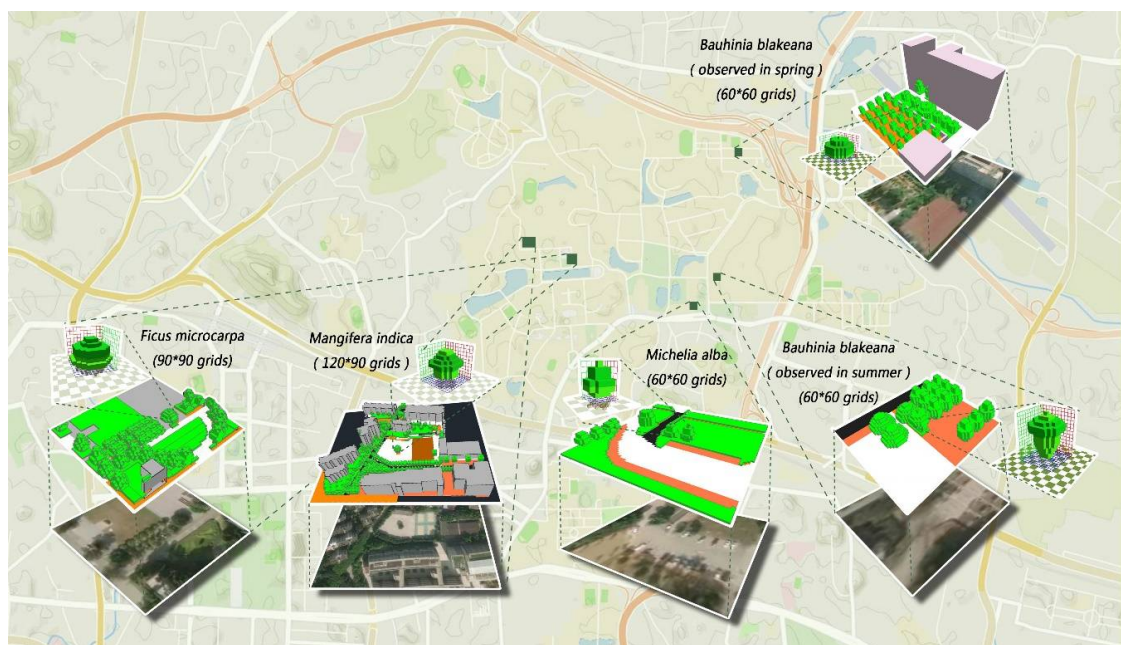 Bauhinia blakeana
( observed in spring )
(60*60 grids)
Ficus microcarpa
(90*90 grids)
Mangifera indica
( 120*90 grids )
Michelia alba
(60*60 grids)
Bauhinia blakeana
( observed in summer )
(60*60 grids)